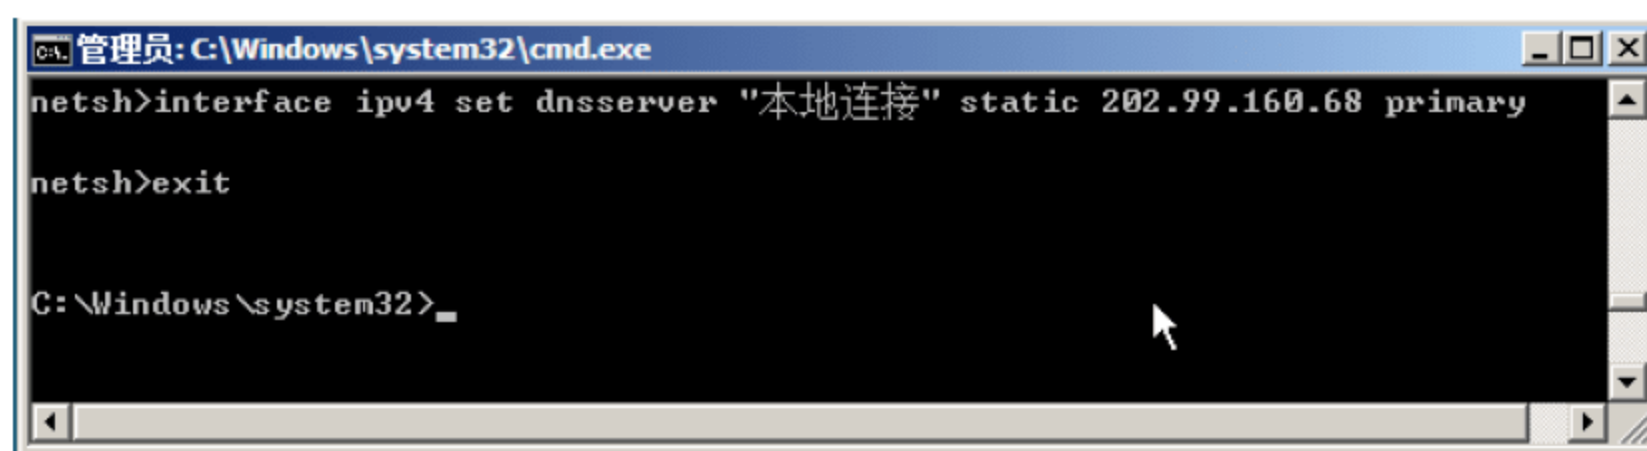 管理员: C:\Windows\system32\cmd.exe
netsh>interface ipv4 set dnsserver "本地连接" static 202.99.160.68 primary
netsh>exit
C:\Windows\system32>_